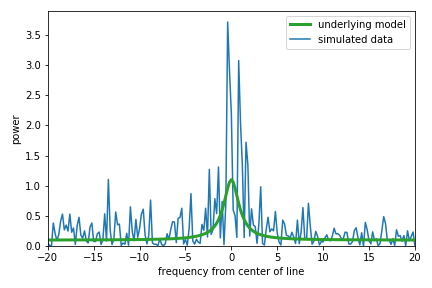 underlying model
simulated data
power
3.5
3.0
2.5
2.0
1.5
1.0
0.5
0.0
−20 −15 −10 −5 0 5 10 15 20
frequency from center of line